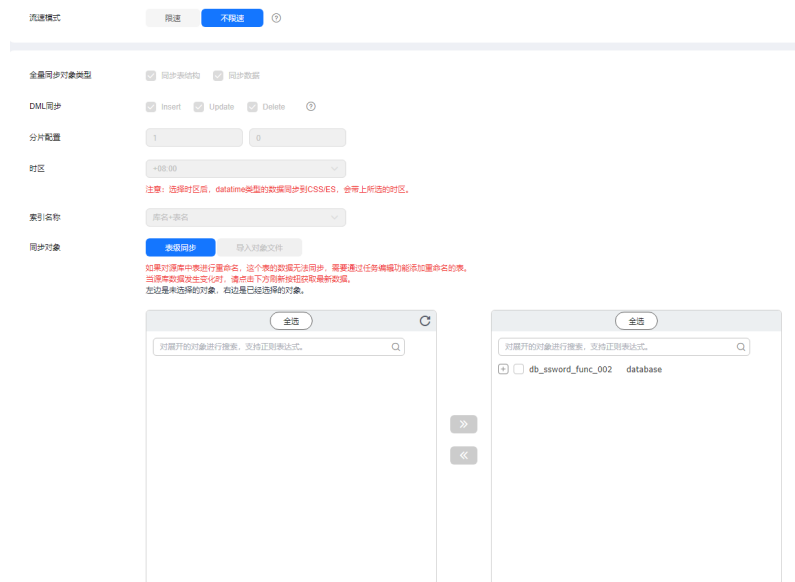 流速模式 限速 不限速
全量同步对象类型 同步表结构 同步数据
DML同步 Insert Update Delete
分片配置 1 0
时区 +08:00
注意：选择时区后，datatime类型的数据同步到CSS/ES，会带上所选的时区。
索引名称 库名+表名
同步对象 表级同步 导入对象文件
如果对源库中表进行重命名，这个表的数据无法同步，需要通过任务编辑功能添加重命名的表。
当源库数据发生变化时，请点击下方刷新按钮获取最新数据。
左边是未选择的对象，右边是已经选择的对象。
全选 全选
对展开的对象进行搜索，支持正则表达式。 对展开的对象进行搜索，支持正则表达式。
db_ssword_func_002 database